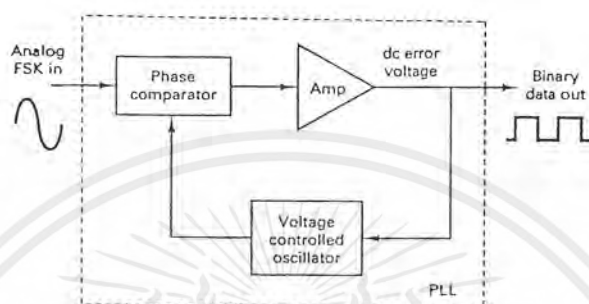 Analog
FSK in
Phase
comparator
Amp
dc error
voltage
Binary
data out
Voltage
controlled
oscillator
PLL